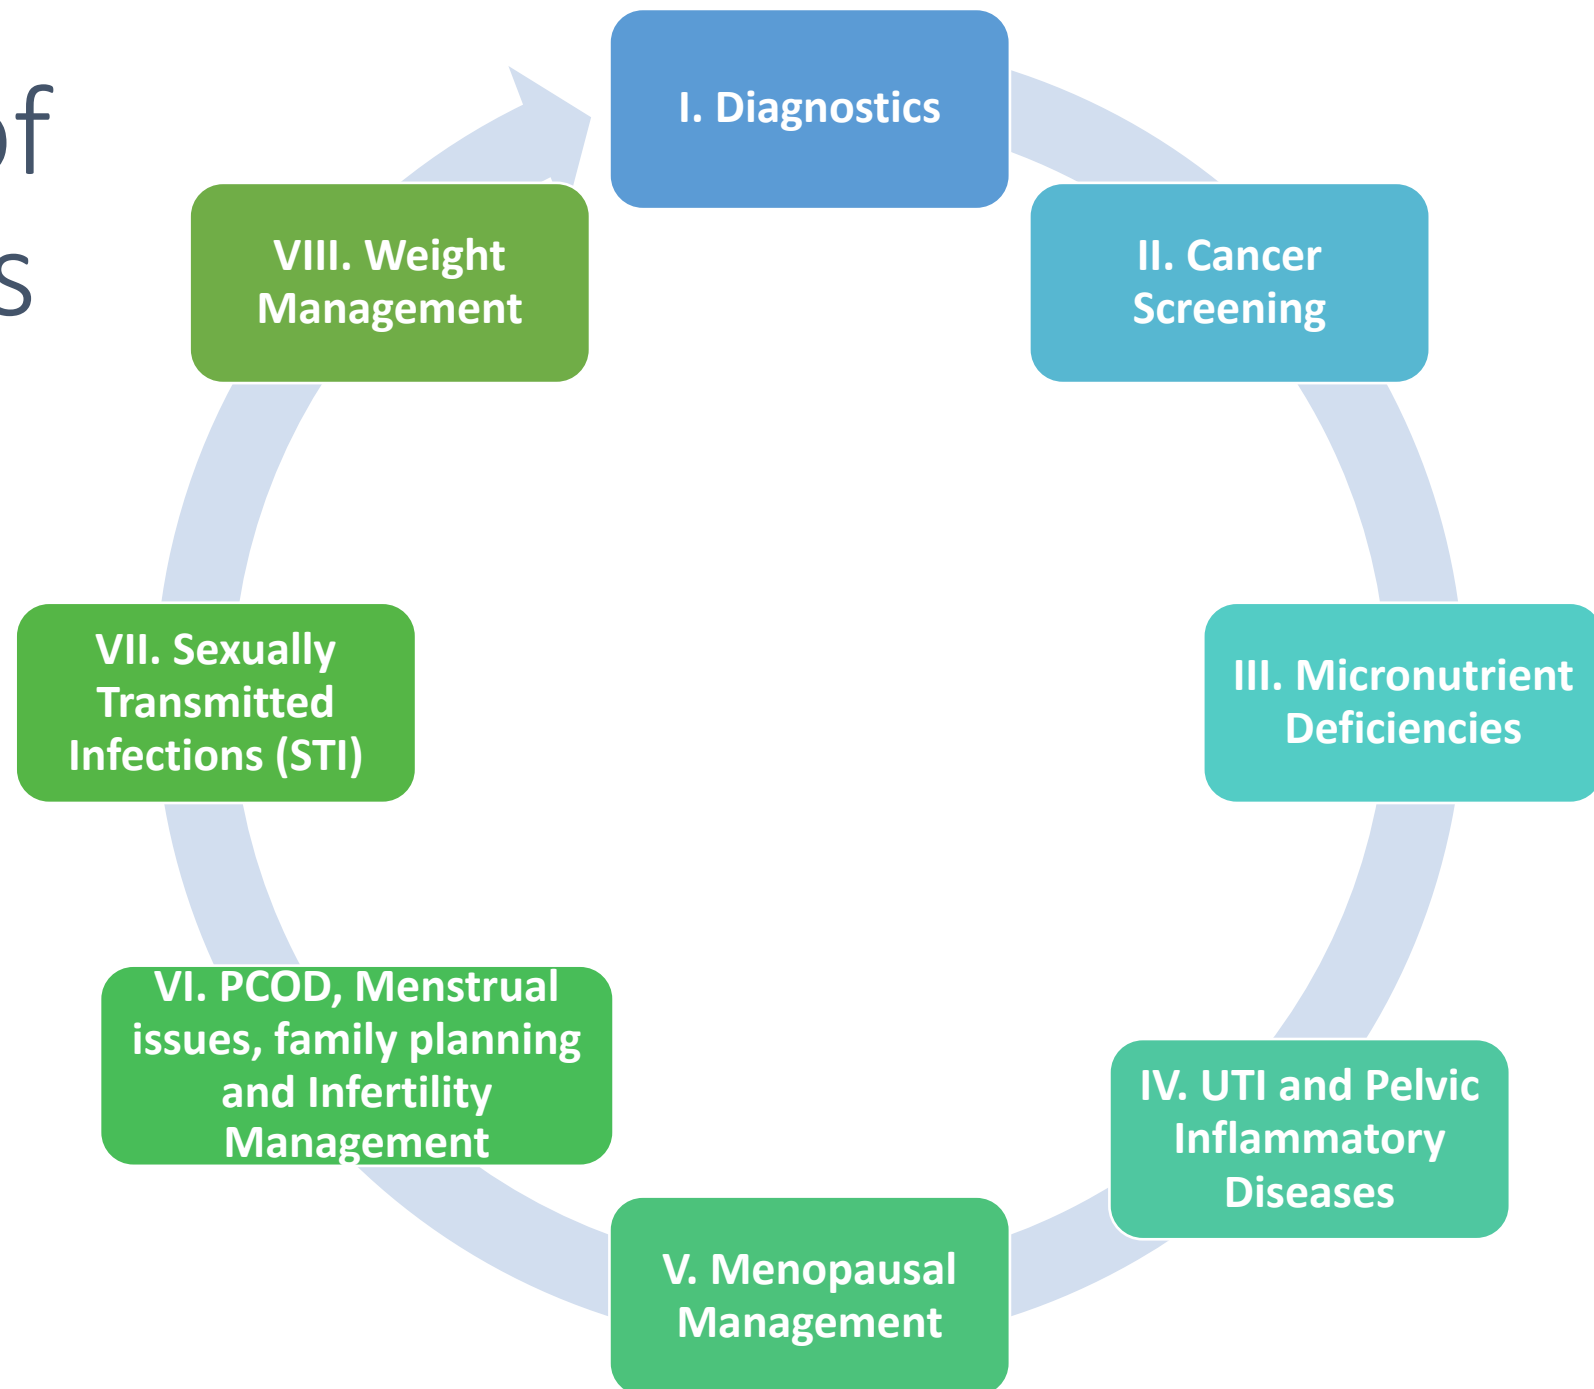 of
s
I. Diagnostics
II. Cancer
Screening
III. Micronutrient
Deficiencies
IV. UTI and Pelvic
Inflammatory
Diseases
V. Menopausal
Management
VI. PCOD, Menstrual
issues, family planning
and Infertility
Management
VII. Sexually
Transmitted
Infections (STI)
VIII. Weight
Management